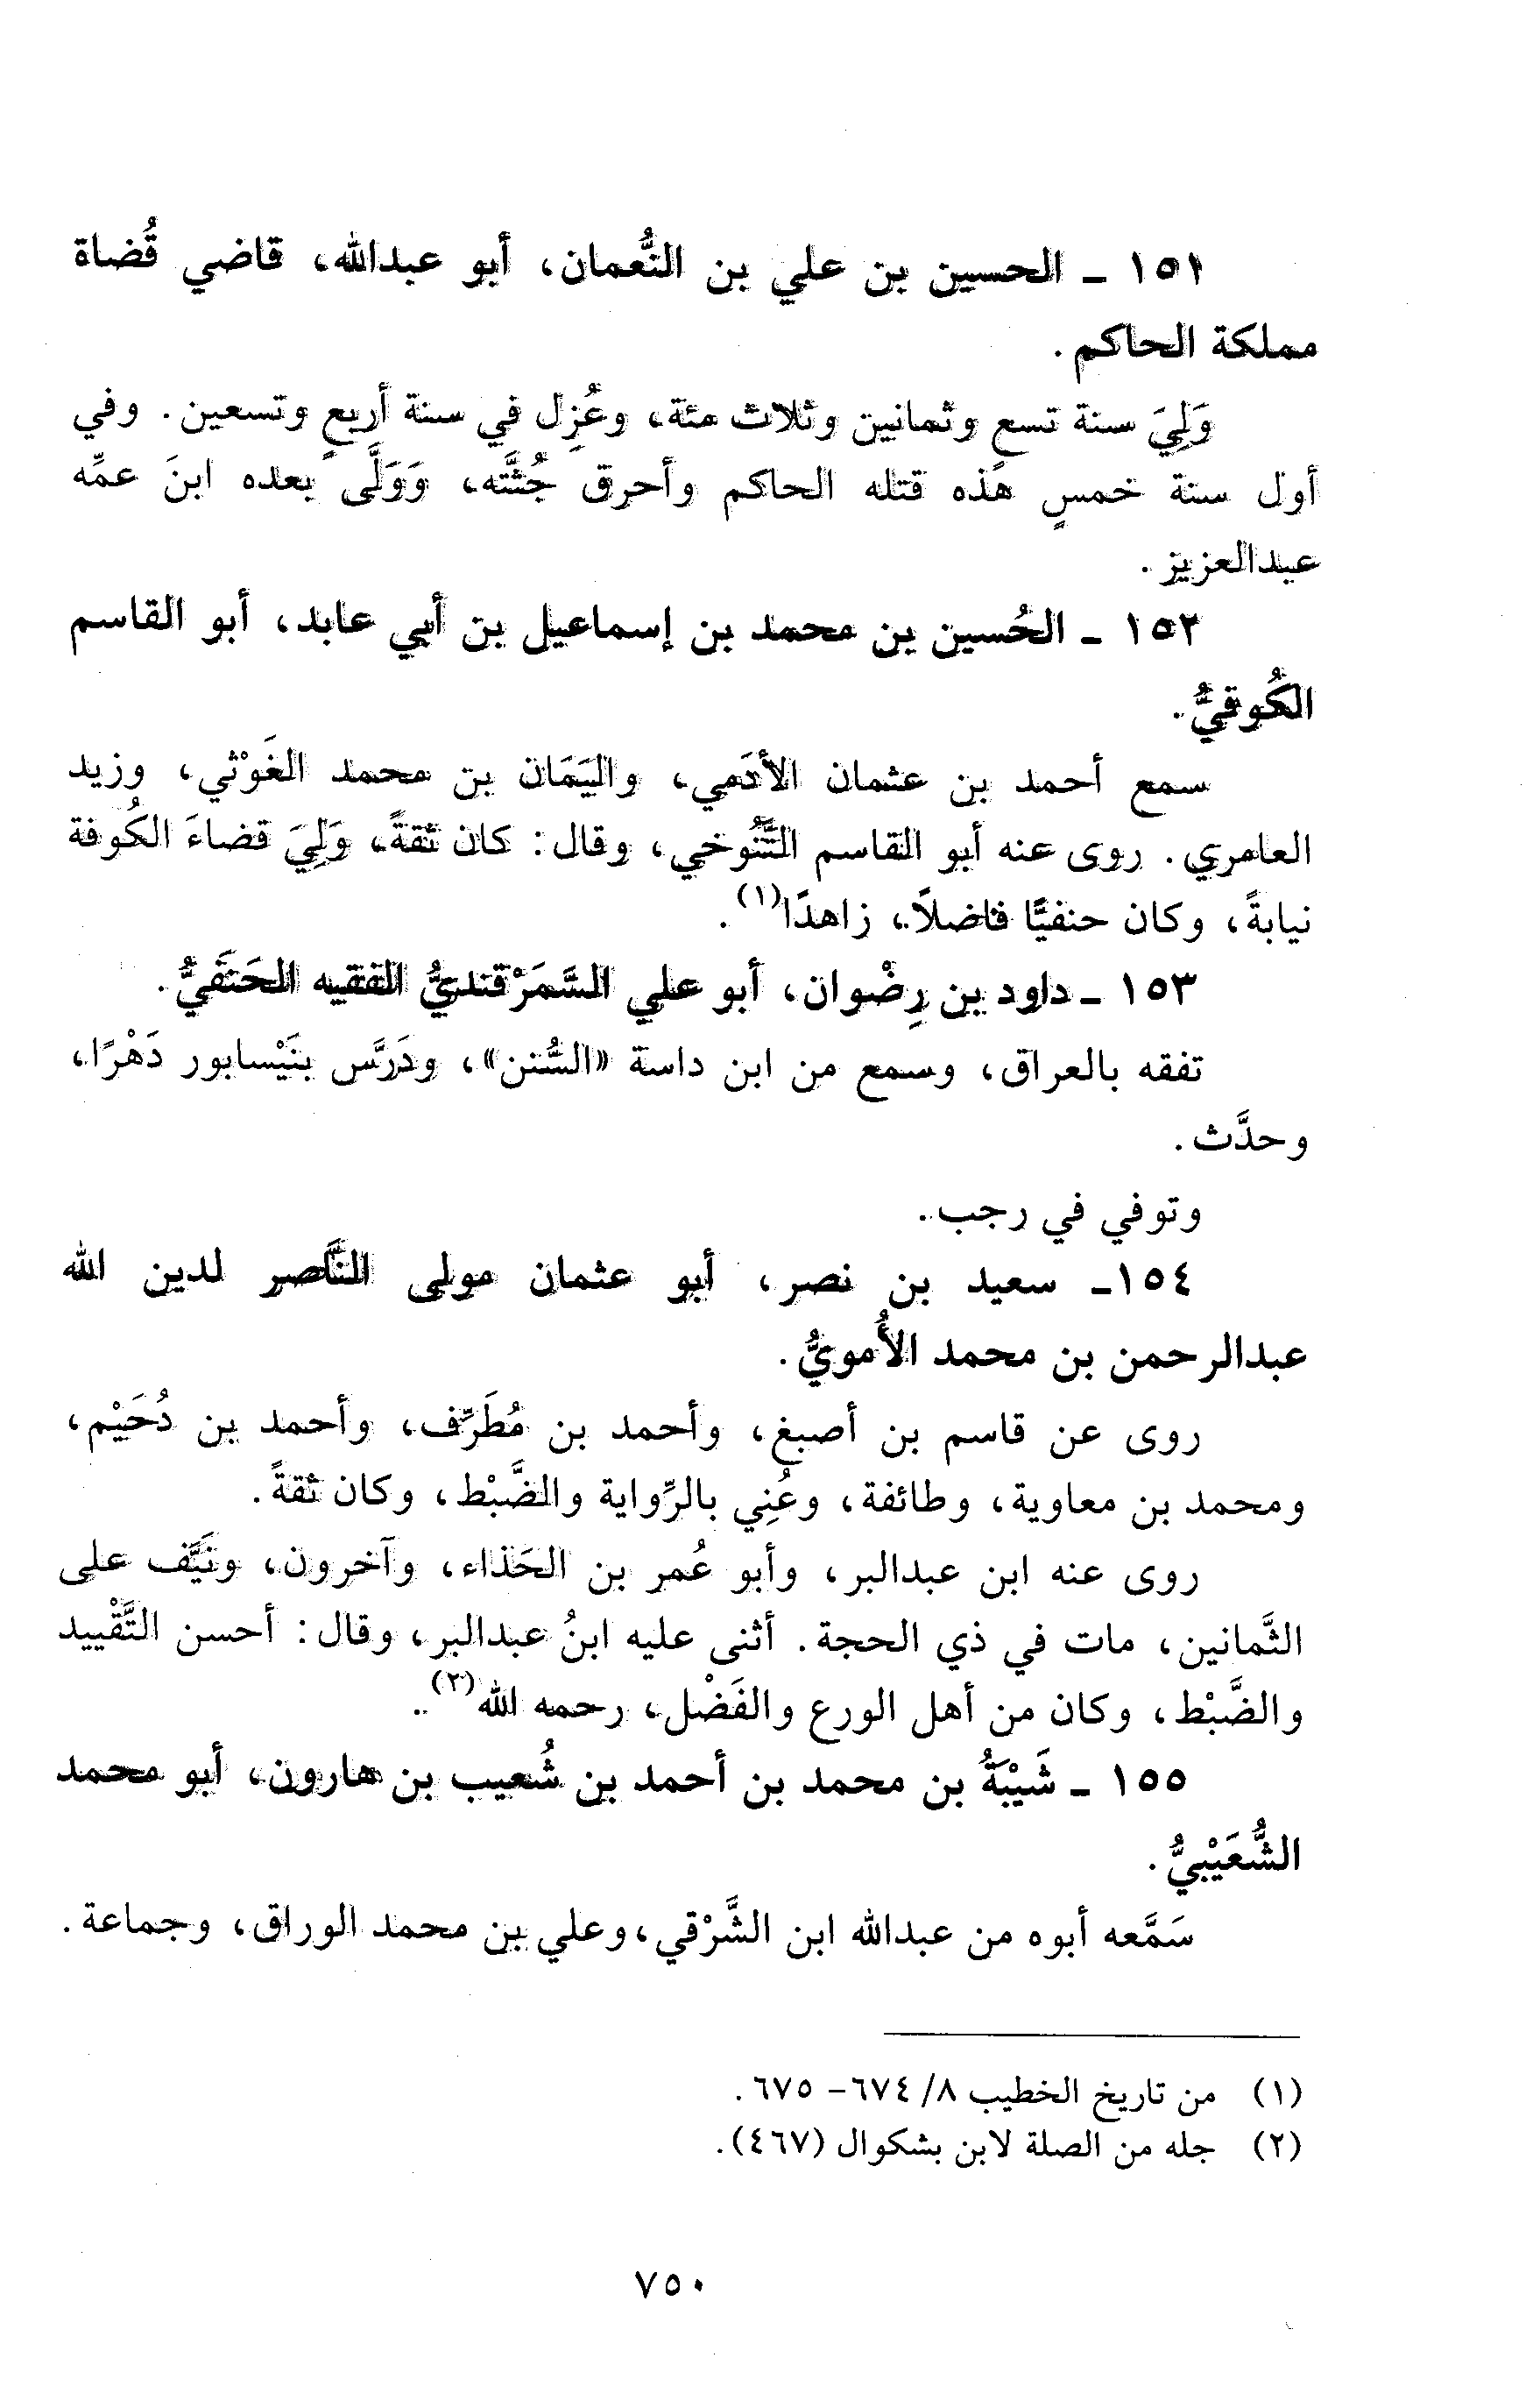 ١٥١ ـ الحسين بن علي بن النُّعمان، أبو عبدالله، قاضي قُضاة
مملكة الحاكم.
وَلِيَ سنة تسعٍ وثمانين وثلاث مئة، وعُزِل في سنة أربعٍ وتسعين. وفي
أول سنة خمسٍ هذه قتله الحاكم وأحرق جُثَّته، وَوَلَّى بعده ابنَ عمِّه
عبدالعزيز.
١٥٢ ـ الحُسين بن محمد بن إسماعيل بن أبي عابد، أبو القاسم
الكُوفيُّ.
سمع أحمد بن عثمان الأدَمي، واليَمَان بن محمد الغَوْثي، وزيد
العامري. روى عنه أبو القاسم التَّنُوخي، وقال: كان ثقةً، وَلِيَ قضاءَ الكُوفة
نيابةً، وكان حنفيًّا فاضلاً، زاهدًا(١).
١٥٣ ـ داود بن رِضْوان، أبو علي السَّمَرْقنديُّ الفقيه الحَنَفيُّ.
تفقه بالعراق، وسمع من ابن داسة «السُّنن»، ودَرَّس بنَيْسابور دَهْرًا،
وحدَّث.
وتوفي في رجب.
١٥٤ـ سعيد بن نصر، أبو عثمان مولى النَّاصر لدين الله
عبدالرحمن بن محمد الأُمويُّ.
روى عن قاسم بن أصبغ، وأحمد بن مُطَرِّف، وأحمد بن دُحَيْم،
ومحمد بن معاوية، وطائفة، وعُنِي بالرِّواية والضَّبْط، وكان ثقةً.
روى عنه ابن عبدالبر، وأبو عُمر بن الحَذاء، وآخرون، ونَيَّف على
الثَّمانين، مات في ذي الحجة. أثنى عليه ابنُ عبدالبر، وقال: أحسن التَّقْييد
والضَّبْط، وكان من أهل الورع والفَضْل، رحمه الله(٢).
١٥٥ ـ شَيْبَةُ بن محمد بن أحمد بن شُعيب بن هارون، أبو محمد
الشُّعَيْبيُّ.
سَمَّعه أبوه من عبدالله ابن الشَّرْقي، وعلي بن محمد الوراق، وجماعة.
(١) من تاريخ الخطيب ٨/ ٦٧٤- ٦٧٥.
(٢) جله من الصلة لابن بشكوال (٤٦٧).
٧٥٠